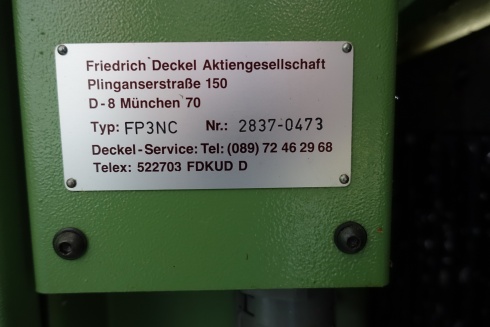 Friedrich Deckel Aktiengesellschaft
Plinganserstraße 150
D-8 München 70
Typ: FP3NC Nr.: 2837-0473
Deckel-Service: Tel: (089) 72 46 29 68
Telex: 522703 FDKUD D